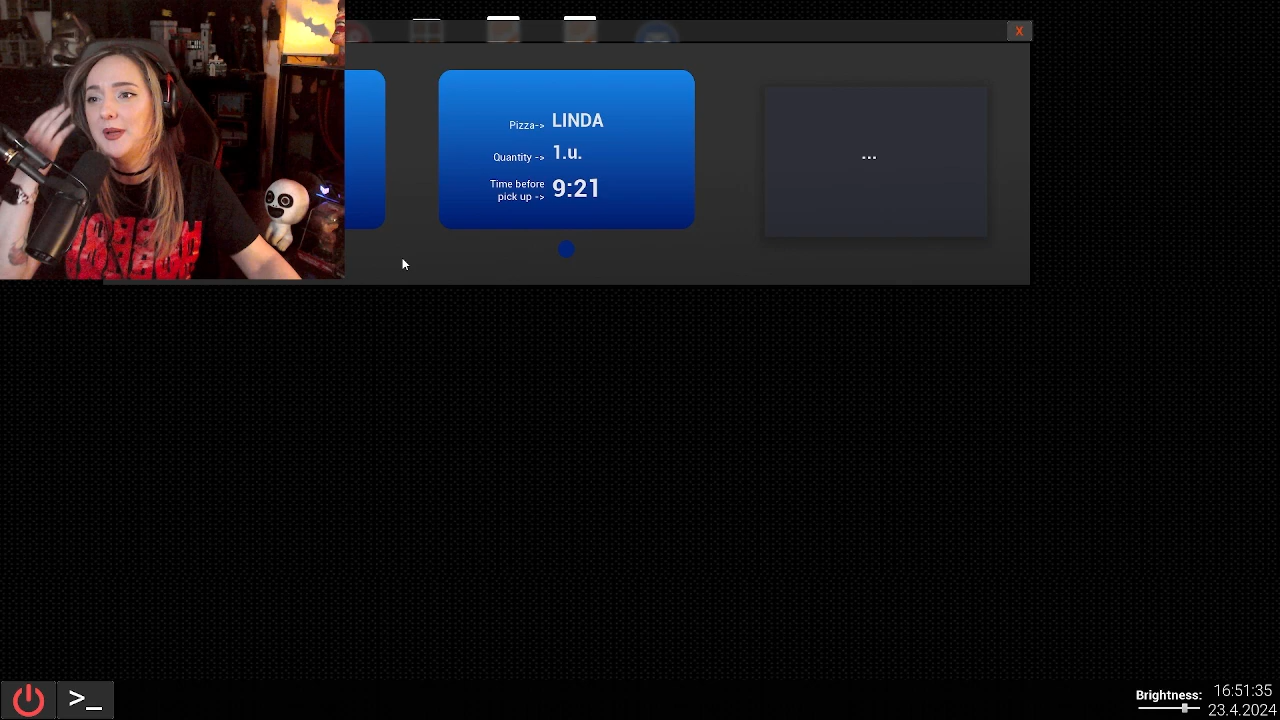 X
Pizza-> LINDA
Quantity -> 1.u.
Time before
pick up -> 9:21
...
>_
Brightness:
16:51:35
23.4.2024